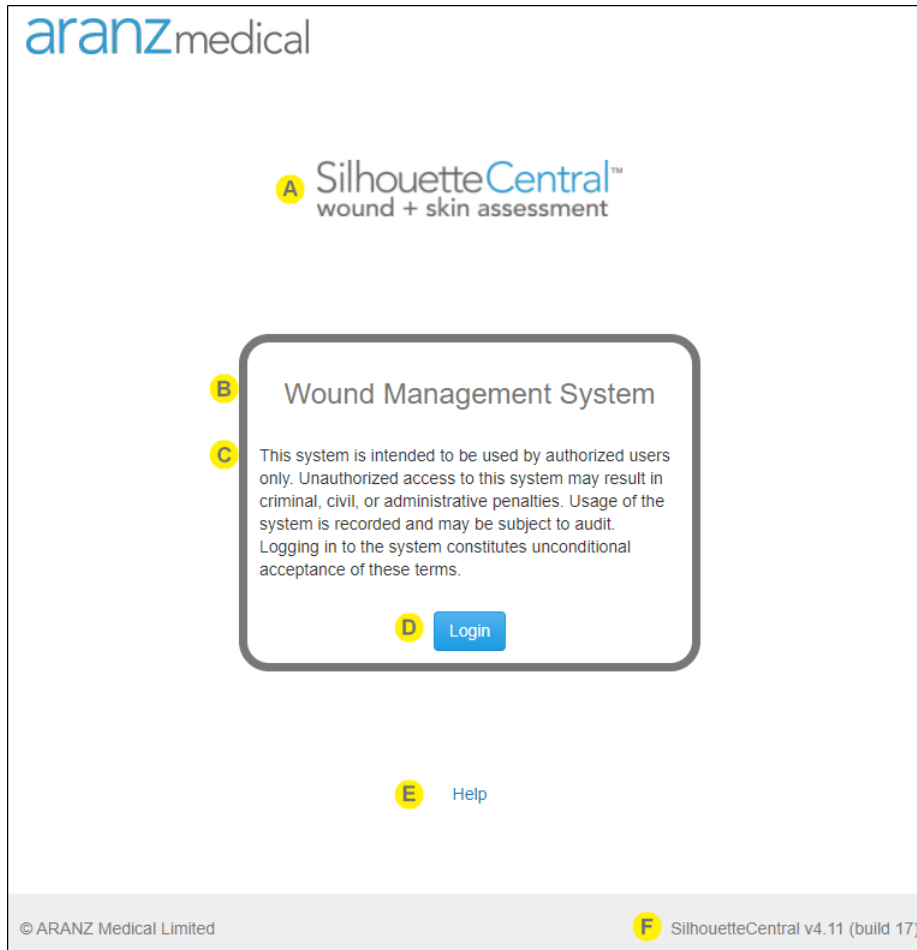 aranzmedical
A SilhouetteCentral™
wound + skin assessment
B Wound Management System
C This system is intended to be used by authorized users
only. Unauthorized access to this system may result in
criminal, civil, or administrative penalties. Usage of the
system is recorded and may be subject to audit.
Logging in to the system constitutes unconditional
acceptance of these terms.
D Login
E Help
© ARANZ Medical Limited F SilhouetteCentral v4.11 (build 17)